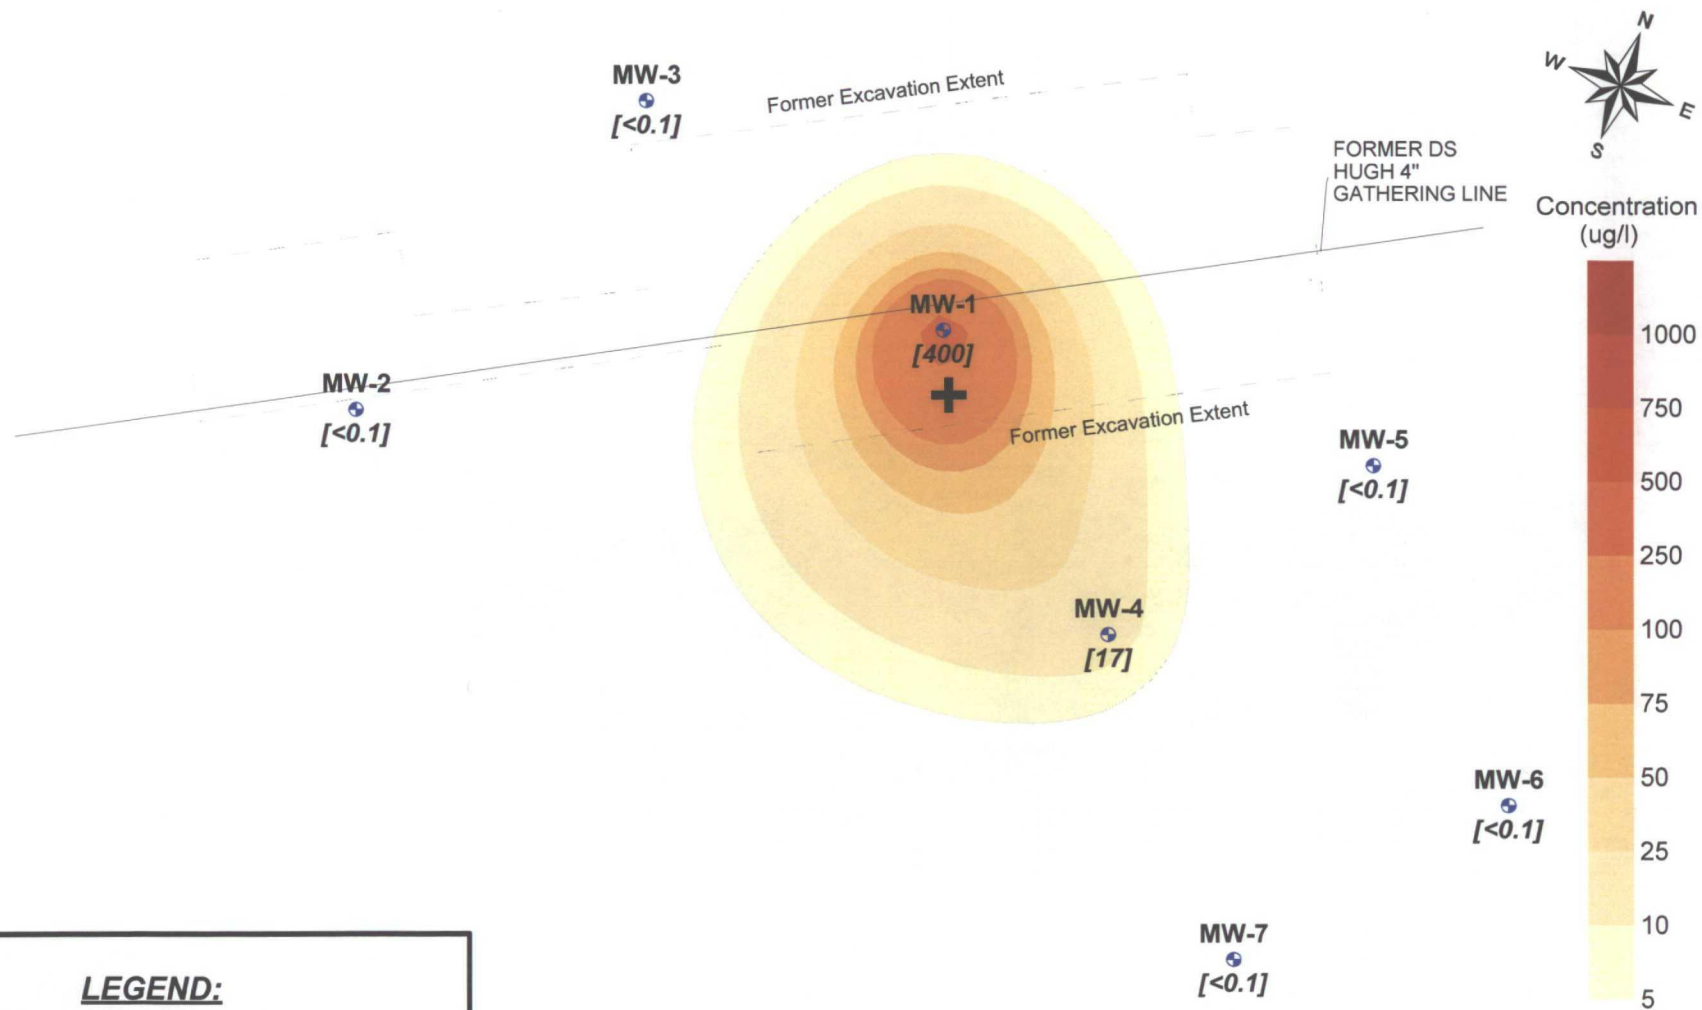 N
W
E
S
MW-3
[<0.1]
Former Excavation Extent
FORMER DS
HUGH 4"
GATHERING LINE
Concentration
(ug/l)
1000
750
500
250
100
75
50
25
10
5
MW-1
[400]
MW-2
[<0.1]
Former Excavation Extent
MW-5
[<0.1]
MW-4
[17]
MW-6
[<0.1]
MW-7
[<0.1]
LEGEND: